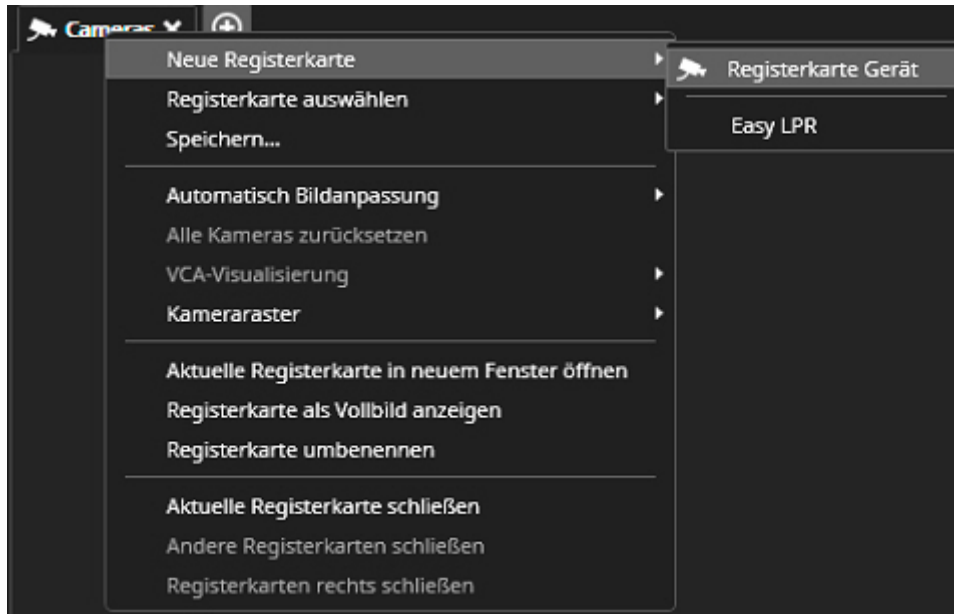 Cameras
Neue Registerkarte
Registerkarte Gerät
Registerkarte auswählen
Easy LPR
Speichern...
Automatisch Bildanpassung
Alle Kameras zurücksetzen
VCA-Visualisierung
Kameraraster
Aktuelle Registerkarte in neuem Fenster öffnen
Registerkarte als Vollbild anzeigen
Registerkarte umbenennen
Aktuelle Registerkarte schließen
Andere Registerkarten schließen
Registerkarten rechts schließen